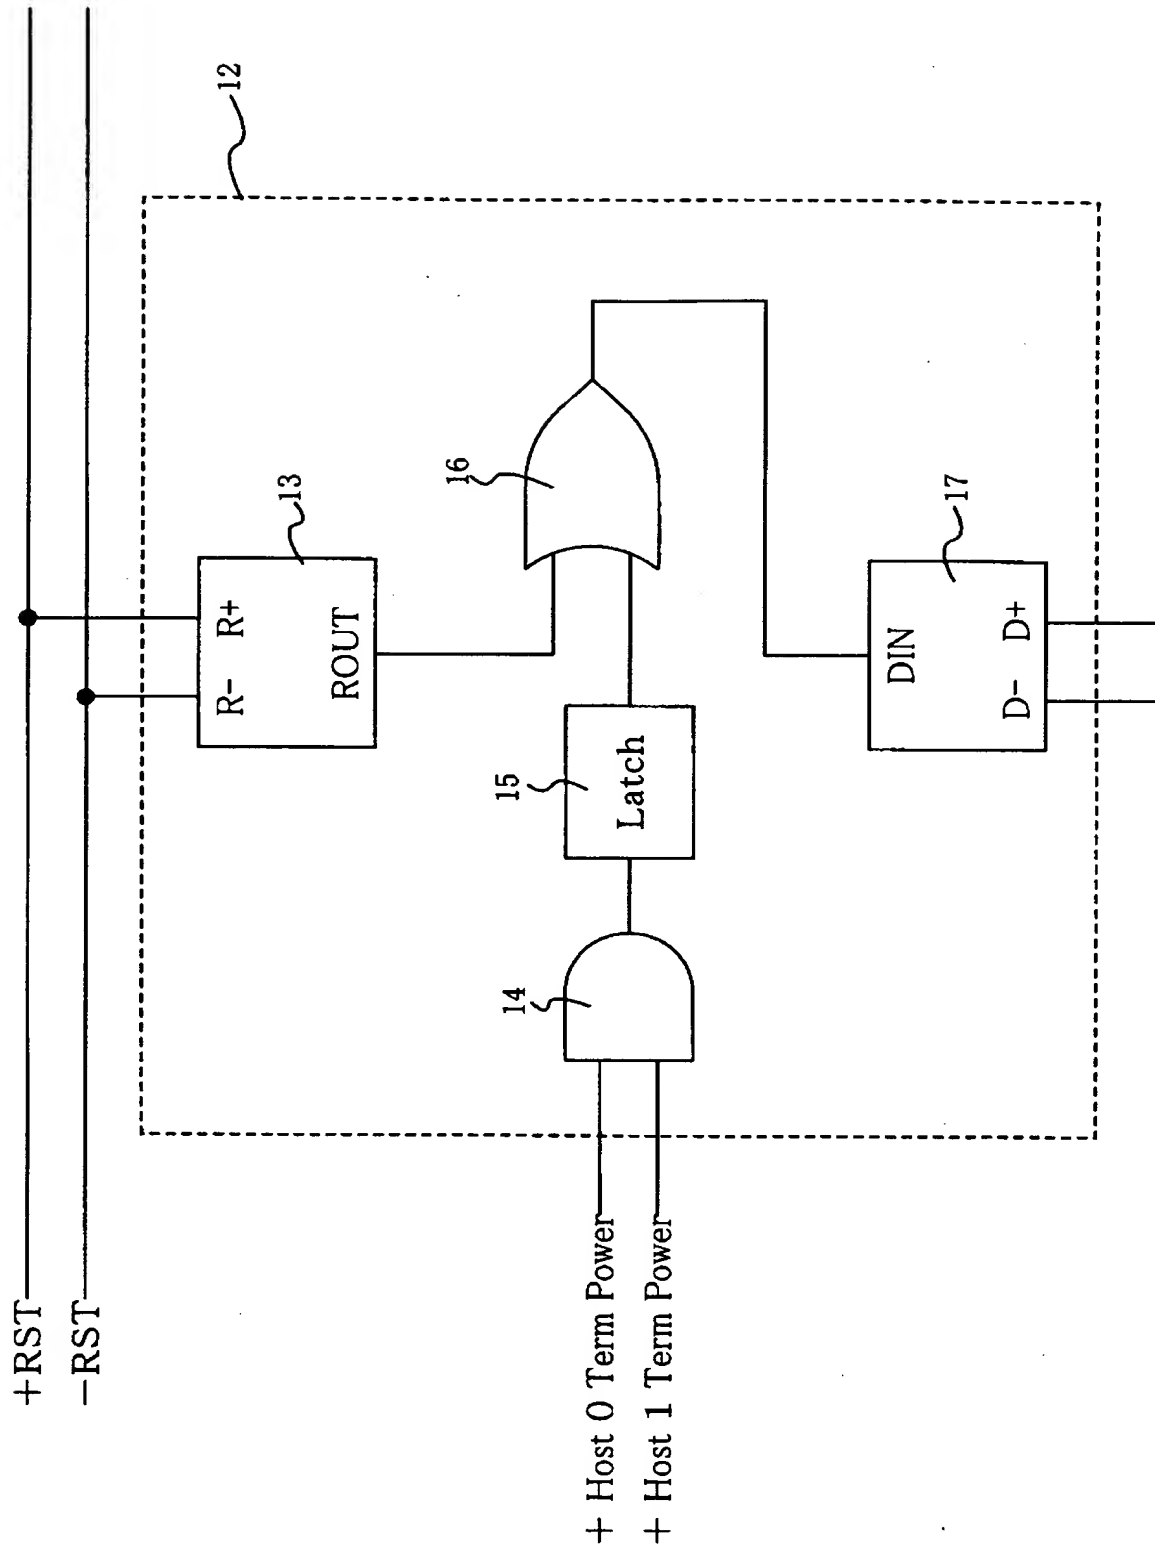 +RST
−RST
12
13
R−
R+
ROUT
16
15
Latch
14
17
DIN
D−
D+
+ Host 0 Term Power
+ Host 1 Term Power